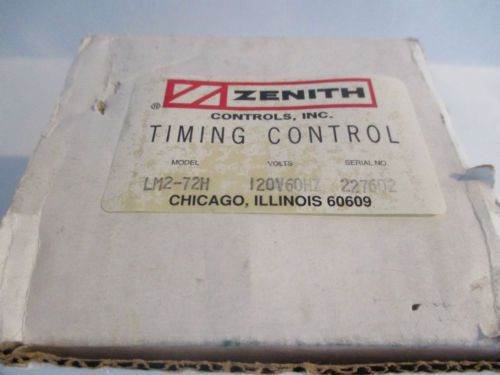 ® ZENITH
CONTROLS, INC.
TIMING CONTROL
MODEL VOLTS SERIAL NO.
LM2-72H 120V60HZ 227602
CHICAGO, ILLINOIS 60609